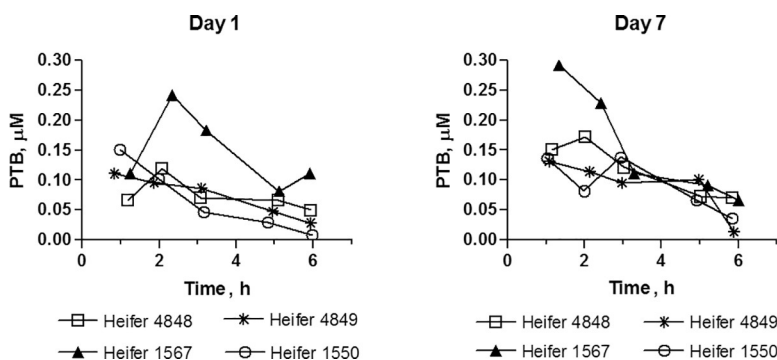 Day 1
PTB, μM
0.30
0.25
0.20
0.15
0.10
0.05
0.00
0 2 4 6
Time , h
Heifer 4848 Heifer 4849
Heifer 1567 Heifer 1550
Day 7
PTB, μM
0.30
0.25
0.20
0.15
0.10
0.05
0.00
0 2 4 6
Time , h
Heifer 4848 Heifer 4849
Heifer 1567 Heifer 1550